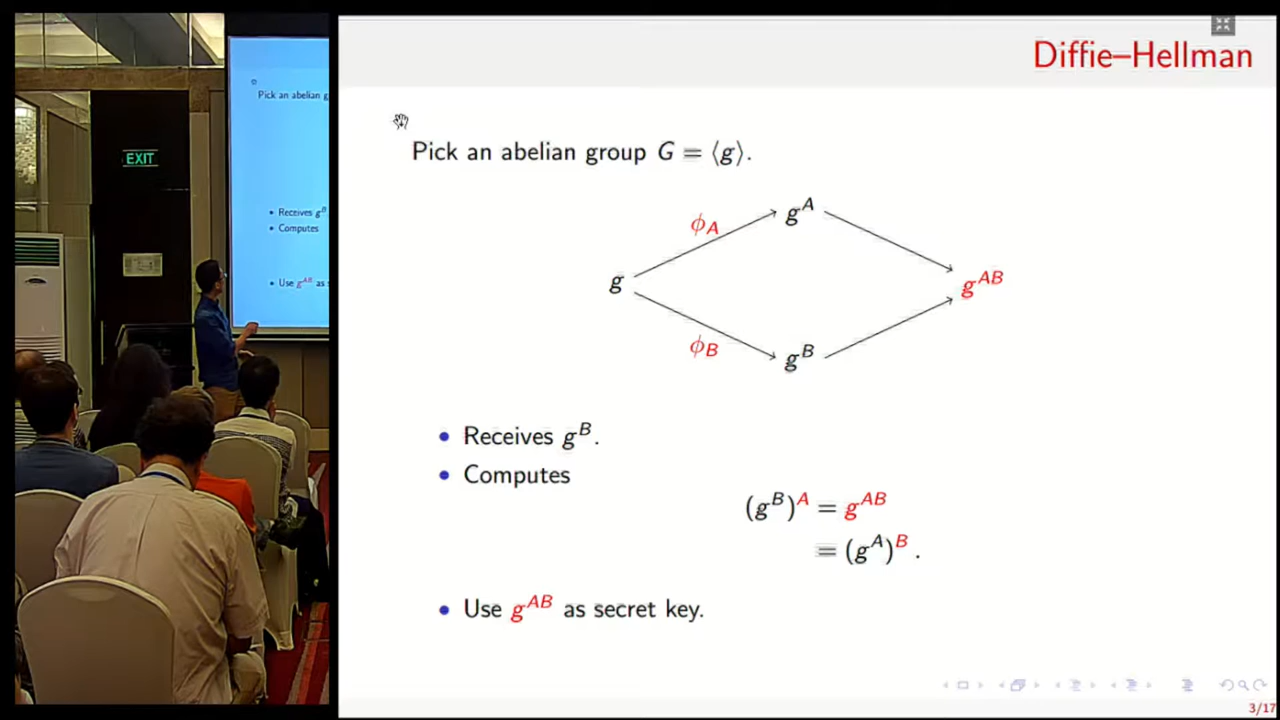 EXIT
Pick an abelian g
• Receives g^B
• Computes
• Use g^AB as s
Diffie–Hellman
Pick an abelian group G = ⟨g⟩.
g^A
ϕ_A
g
g^AB
ϕ_B
g^B
• Receives g^B.
• Computes
(g^B)^A = g^AB
= (g^A)^B .
• Use g^AB as secret key.
3/17